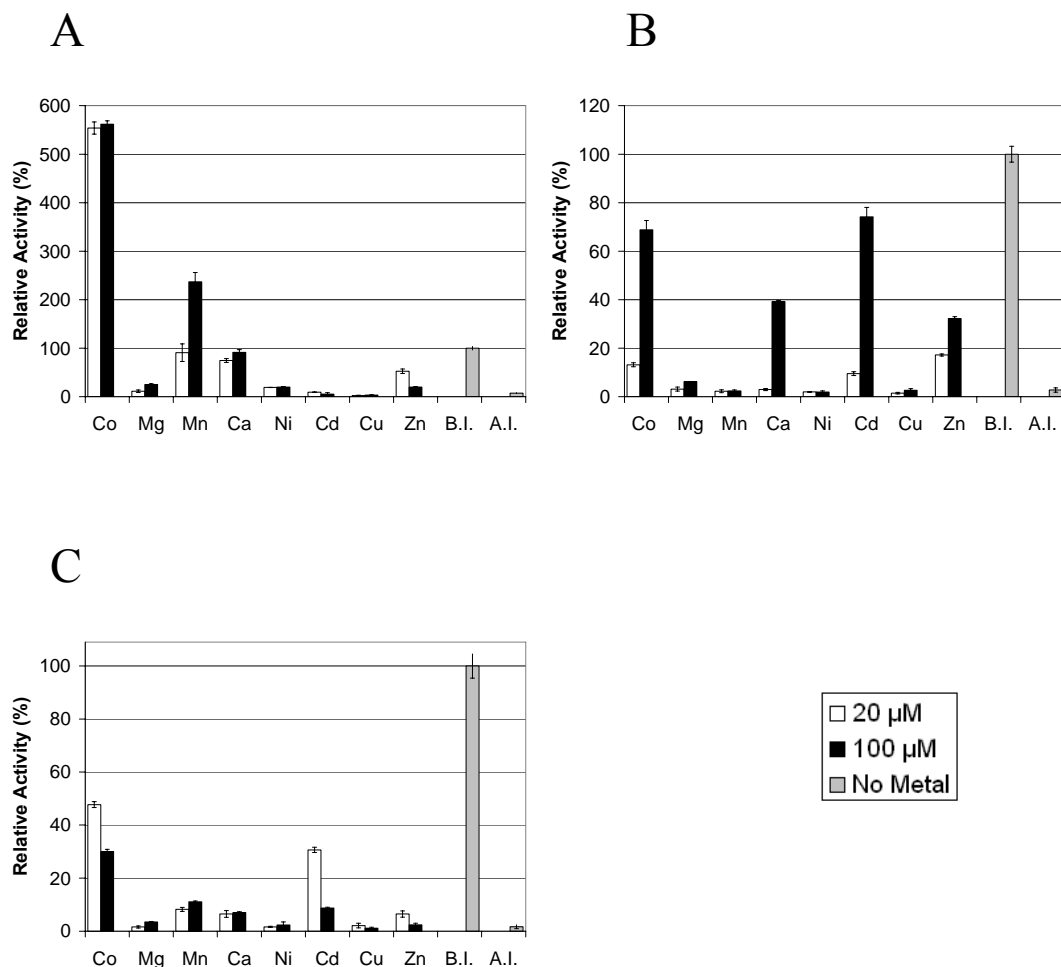 A
B
600
500
400
300
200
100
0
Relative Activity (%)
Co Mg Mn Ca Ni Cd Cu Zn B.I. A.I.
120
100
80
60
40
20
0
Relative Activity (%)
Co Mg Mn Ca Ni Cd Cu Zn B.I. A.I.
C
100
80
60
40
20
0
Relative Activity (%)
Co Mg Mn Ca Ni Cd Cu Zn B.I. A.I.
20 µM
100 µM
No Metal